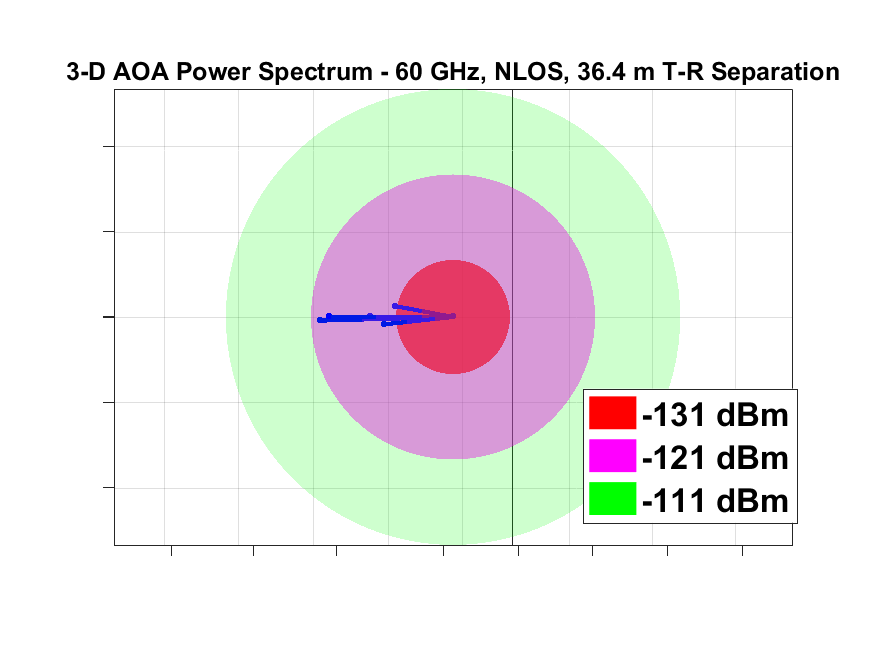 3-D AOA Power Spectrum - 60 GHz, NLOS, 36.4 m T-R Separation
-131 dBm
-121 dBm
-111 dBm